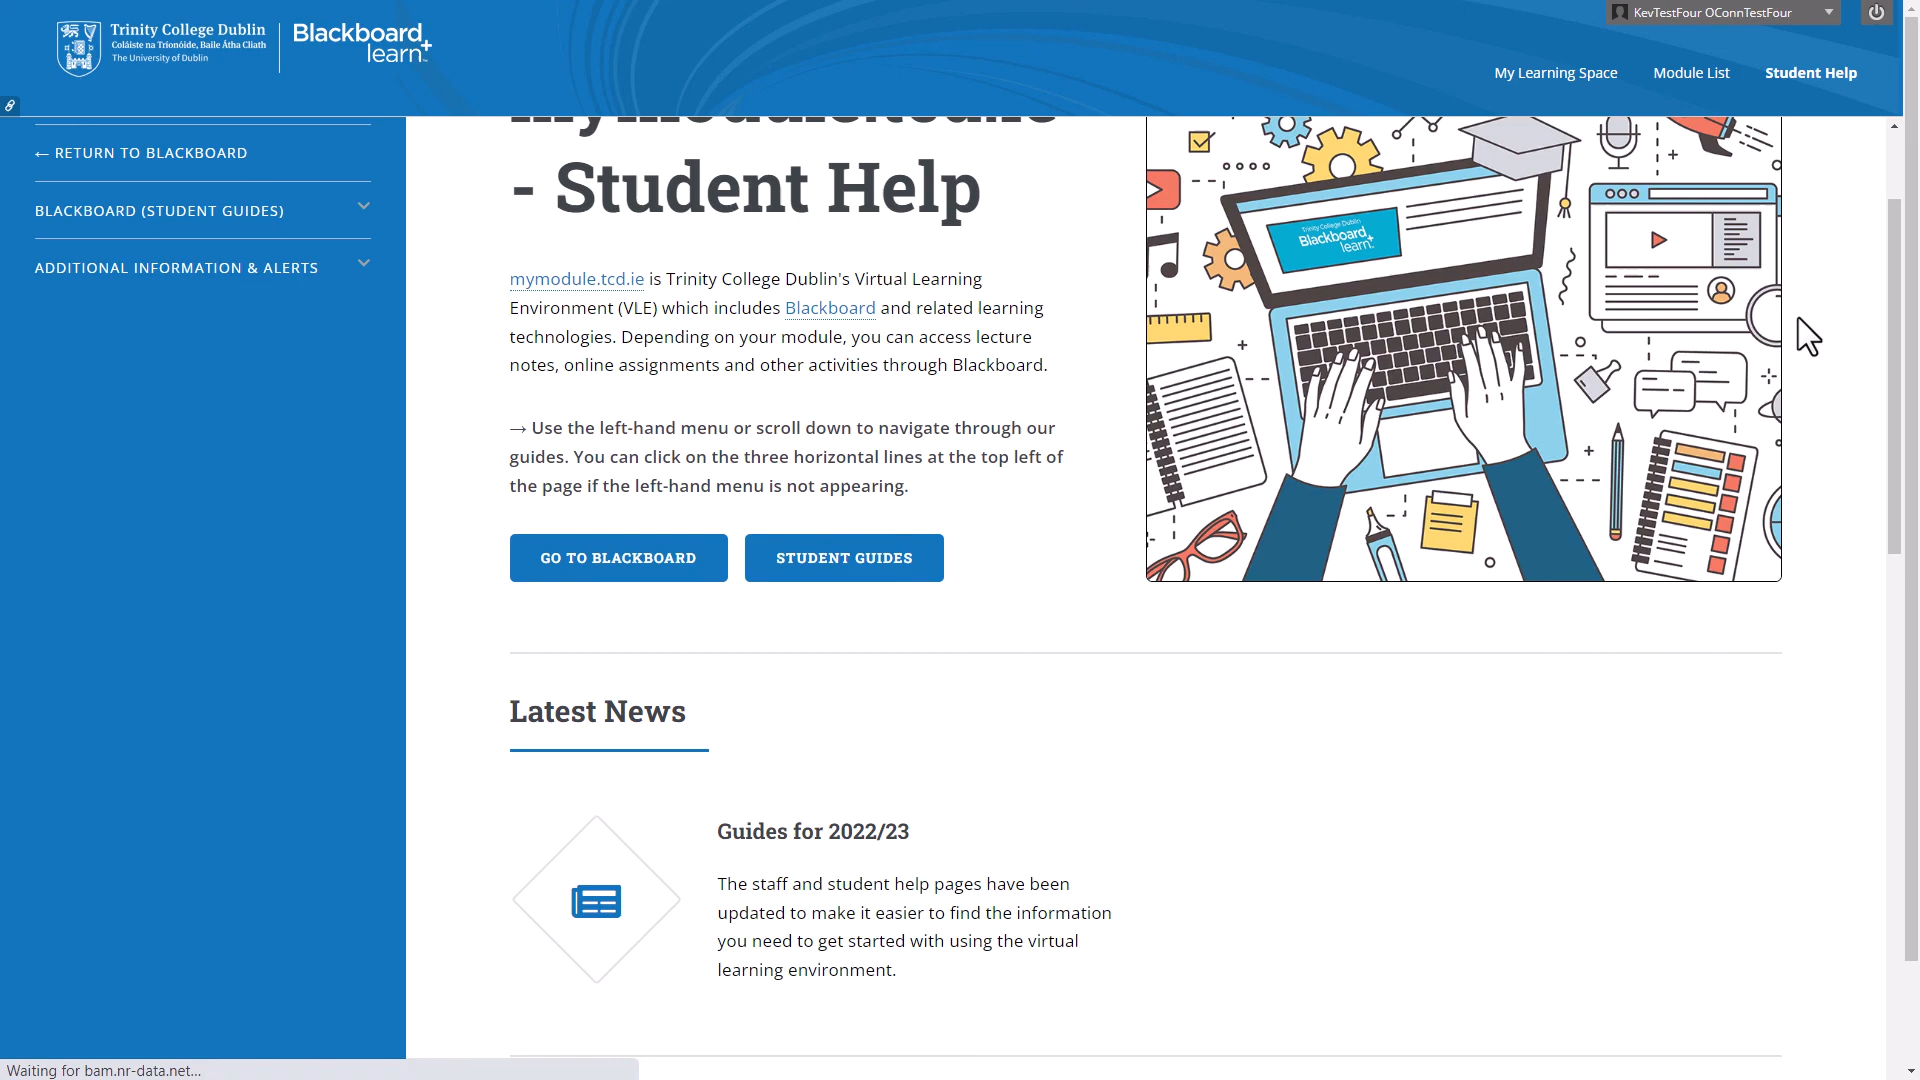 Trinity College Dublin
Coláiste na Tríonóide, Baile Átha Cliath
The University of Dublin
Blackboard
learn
KevTestFour OConnTestFour
My Learning Space
Module List
Student Help
← RETURN TO BLACKBOARD
BLACKBOARD (STUDENT GUIDES)
ADDITIONAL INFORMATION & ALERTS
- Student Help
mymodule.tcd.ie is Trinity College Dublin's Virtual Learning
Environment (VLE) which includes Blackboard and related learning
technologies. Depending on your module, you can access lecture
notes, online assignments and other activities through Blackboard.
→ Use the left-hand menu or scroll down to navigate through our
guides. You can click on the three horizontal lines at the top left of
the page if the left-hand menu is not appearing.
GO TO BLACKBOARD
STUDENT GUIDES
Trinity College Dublin
Blackboard
learn
Latest News
Guides for 2022/23
The staff and student help pages have been
updated to make it easier to find the information
you need to get started with using the virtual
learning environment.
Waiting for bam.nr-data.net...